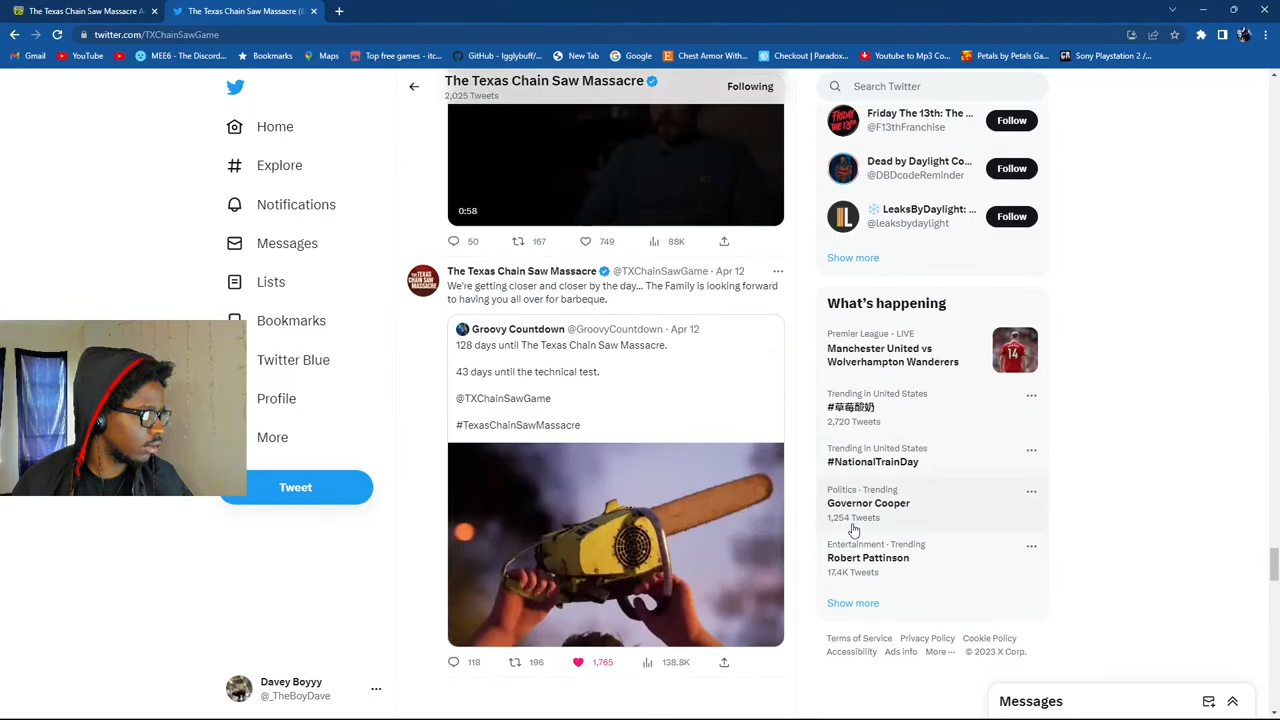 The Texas Chain Saw Massacre A
The Texas Chain Saw Massacre (6
twitter.com/TXChainSawGame
Gmail
YouTube
MEE6 - The Discord...
Bookmarks
Maps
Top free games - itc...
GitHub - Igglybuff/...
New Tab
Google
Chest Armor With...
Checkout | Paradox...
Youtube to Mp3 Co...
Petals by Petals Ga...
Sony Playstation 2 /...
The Texas Chain Saw Massacre
2,025 Tweets
Following
Home
Explore
Notifications
Messages
Lists
Bookmarks
Twitter Blue
Profile
More
Tweet
Davey Boyyy
@_TheBoyDave
0:58
50
167
749
88K
The Texas Chain Saw Massacre @TXChainSawGame · Apr 12
We're getting closer and closer by the day... The Family is looking forward
to having you all over for barbeque.
Groovy Countdown @GroovyCountdown · Apr 12
128 days until The Texas Chain Saw Massacre.
43 days until the technical test.
@TXChainSawGame
#TexasChainSawMassacre
118
196
1,765
138.8K
Search Twitter
Friday The 13th: The ...
@F13thFranchise
Follow
Dead by Daylight Co...
@DBDcodeReminder
Follow
LeaksByDaylight: ...
@leaksbydaylight
Follow
Show more
What's happening
Premier League · LIVE
Manchester United vs
Wolverhampton Wanderers
14
Trending in United States
#草莓酸奶
2,720 Tweets
Trending in United States
#NationalTrainDay
Politics · Trending
Governor Cooper
1,254 Tweets
Entertainment · Trending
Robert Pattinson
17.4K Tweets
Show more
Terms of Service Privacy Policy Cookie Policy
Accessibility Ads info More ··· © 2023 X Corp.
Messages